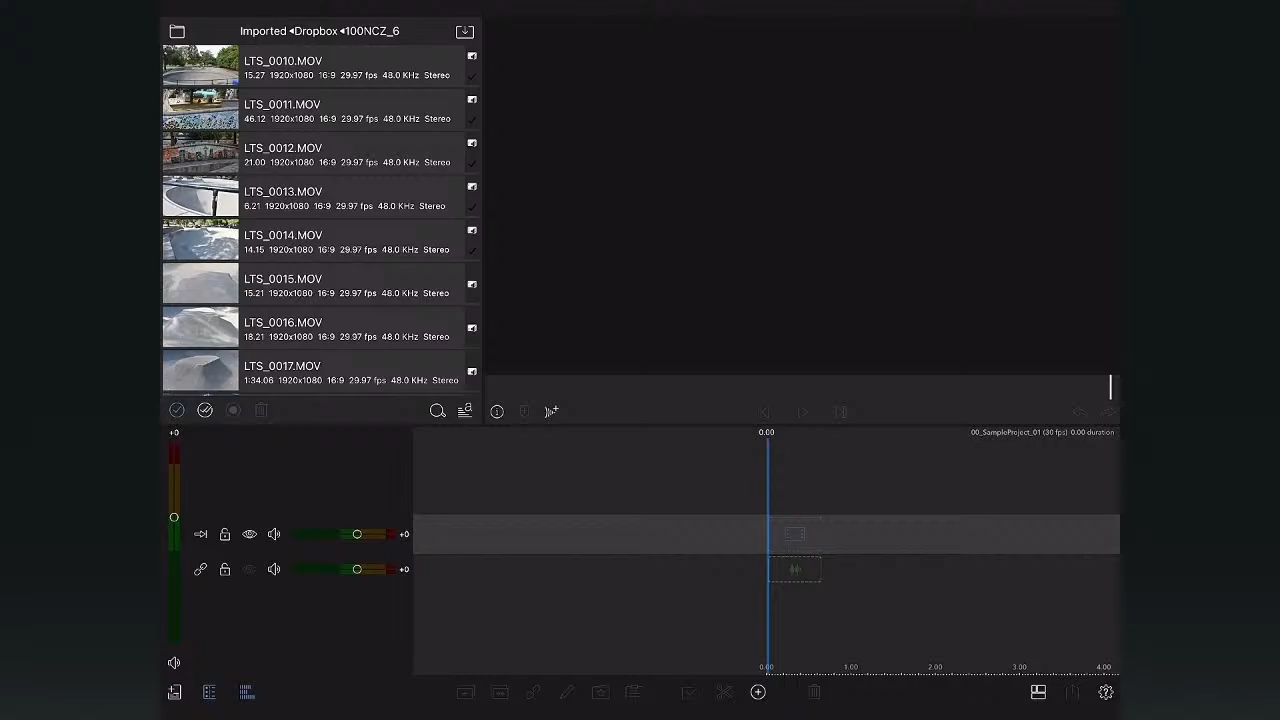 Imported ◂Dropbox ◂100NCZ_6
LTS_0010.MOV
15.27 1920x1080 16:9 29.97 fps 48.0 KHz Stereo
LTS_0011.MOV
46.12 1920x1080 16:9 29.97 fps 48.0 KHz Stereo
LTS_0012.MOV
21.00 1920x1080 16:9 29.97 fps 48.0 KHz Stereo
LTS_0013.MOV
6.21 1920x1080 16:9 29.97 fps 48.0 KHz Stereo
LTS_0014.MOV
14.15 1920x1080 16:9 29.97 fps 48.0 KHz Stereo
LTS_0015.MOV
15.21 1920x1080 16:9 29.97 fps 48.0 KHz Stereo
LTS_0016.MOV
18.21 1920x1080 16:9 29.97 fps 48.0 KHz Stereo
LTS_0017.MOV
1:34.06 1920x1080 16:9 29.97 fps 48.0 KHz Stereo
+0
0.00
00_SampleProject_01 (30 fps) 0.00 duration
+0
+0
0.00 1.00 2.00 3.00 4.00